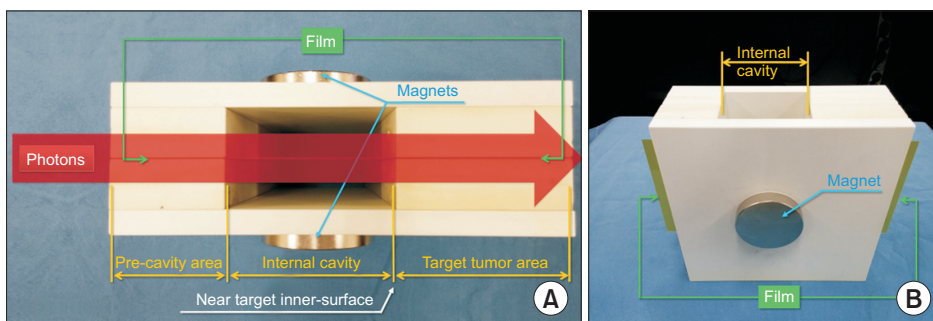 Film
Magnets
Photons
Pre-cavity area
Internal cavity
Target tumor area
Near target inner-surface
A
Internal
cavity
Magnet
Film
B